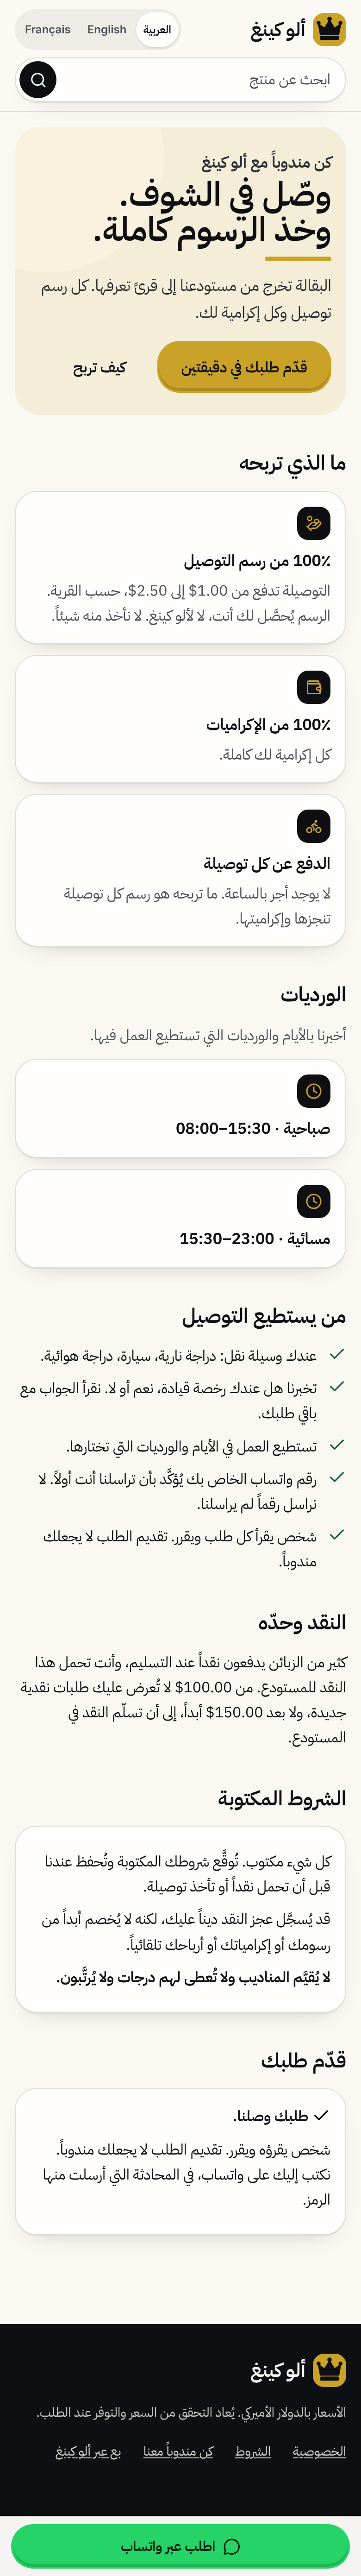 ألو كينغ
العربية English Français
ابحث عن منتج
كن مندوباً مع ألو كينغ
وصّل في الشوف.
وخذ الرسوم كاملة.
البقالة تخرج من مستودعنا إلى قرىً تعرفها. كل رسم
توصيل وكل إكرامية لك.
قدّم طلبك في دقيقتين
كيف تربح
ما الذي تربحه
100٪ من رسم التوصيل
التوصيلة تدفع من 1.00$ إلى 2.50$، حسب القرية.
الرسم يُحصَّل لك أنت، لا لألو كينغ. لا نأخذ منه شيئاً.
100٪ من الإكراميات
كل إكرامية لك كاملة.
الدفع عن كل توصيلة
لا يوجد أجر بالساعة. ما تربحه هو رسم كل توصيلة
تنجزها وإكراميتها.
الورديات
أخبرنا بالأيام والورديات التي تستطيع العمل فيها.
صباحية · 08:00–15:30
مسائية · 15:30–23:00
من يستطيع التوصيل
عندك وسيلة نقل: دراجة نارية، سيارة، دراجة هوائية.
تخبرنا هل عندك رخصة قيادة، نعم أو لا. نقرأ الجواب مع
باقي طلبك.
تستطيع العمل في الأيام والورديات التي تختارها.
رقم واتساب الخاص بك يُؤكَّد بأن تراسلنا أنت أولاً. لا
نراسل رقماً لم يراسلنا.
شخص يقرأ كل طلب ويقرر. تقديم الطلب لا يجعلك
مندوباً.
النقد وحدّه
كثير من الزبائن يدفعون نقداً عند التسليم، وأنت تحمل هذا
النقد للمستودع. من 100.00$ لا تُعرض عليك طلبات نقدية
جديدة، ولا بعد 150.00$ أبداً، إلى أن تسلّم النقد في
المستودع.
الشروط المكتوبة
كل شيء مكتوب. تُوقَّع شروطك المكتوبة وتُحفظ عندنا
قبل أن تحمل نقداً أو تأخذ توصيلة.
قد يُسجَّل عجز النقد ديناً عليك، لكنه لا يُخصم أبداً من
رسومك أو إكرامياتك أو أرباحك تلقائياً.
لا يُقيَّم المناديب ولا تُعطى لهم درجات ولا يُرتَّبون.
قدّم طلبك
طلبك وصلنا.
شخص يقرؤه ويقرر. تقديم الطلب لا يجعلك مندوباً.
نكتب إليك على واتساب، في المحادثة التي أرسلت منها
الرمز.
ألو كينغ
الأسعار بالدولار الأميركي. يُعاد التحقق من السعر والتوفر عند الطلب.
الخصوصية الشروط كن مندوباً معنا بع عبر ألو كينغ
اطلب عبر واتساب